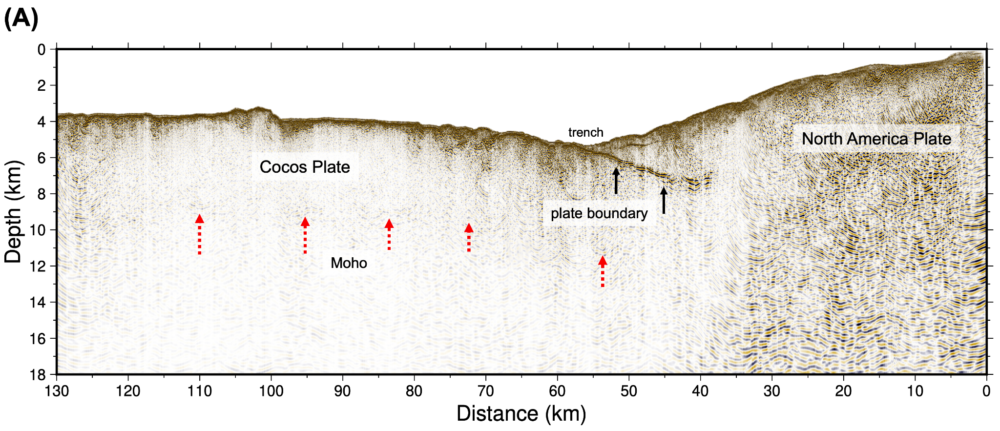 (A)
0
2
4
6
8
10
12
14
16
18
Depth (km)
trench
North America Plate
Cocos Plate
plate boundary
Moho
130 120 110 100 90 80 70 60 50 40 30 20 10 0
Distance (km)